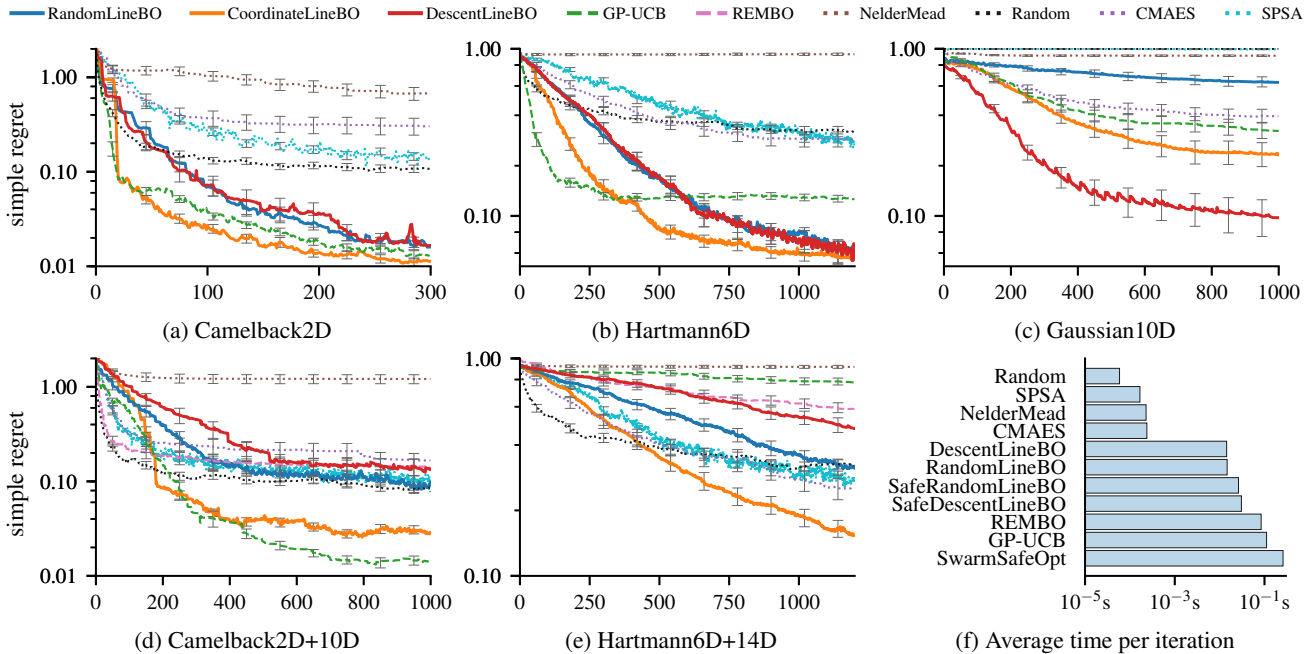 RandomLineBO CoordinateLineBO DescentLineBO GP-UCB REMBO NelderMead Random CMAES SPSA
simple regret
1.00
0.10
0.01
0 100 200 300
(a) Camelback2D
1.00
0.10
0 250 500 750 1000
(b) Hartmann6D
1.00
0.10
0 200 400 600 800 1000
(c) Gaussian10D
simple regret
1.00
0.10
0.01
0 200 400 600 800 1000
(d) Camelback2D+10D
1.00
0.10
0 250 500 750 1000
(e) Hartmann6D+14D
Random
SPSA
NelderMead
CMAES
DescentLineBO
RandomLineBO
SafeRandomLineBO
SafeDescentLineBO
REMBO
GP-UCB
SwarmSafeOpt
10⁻⁵s 10⁻³s 10⁻¹s
(f) Average time per iteration